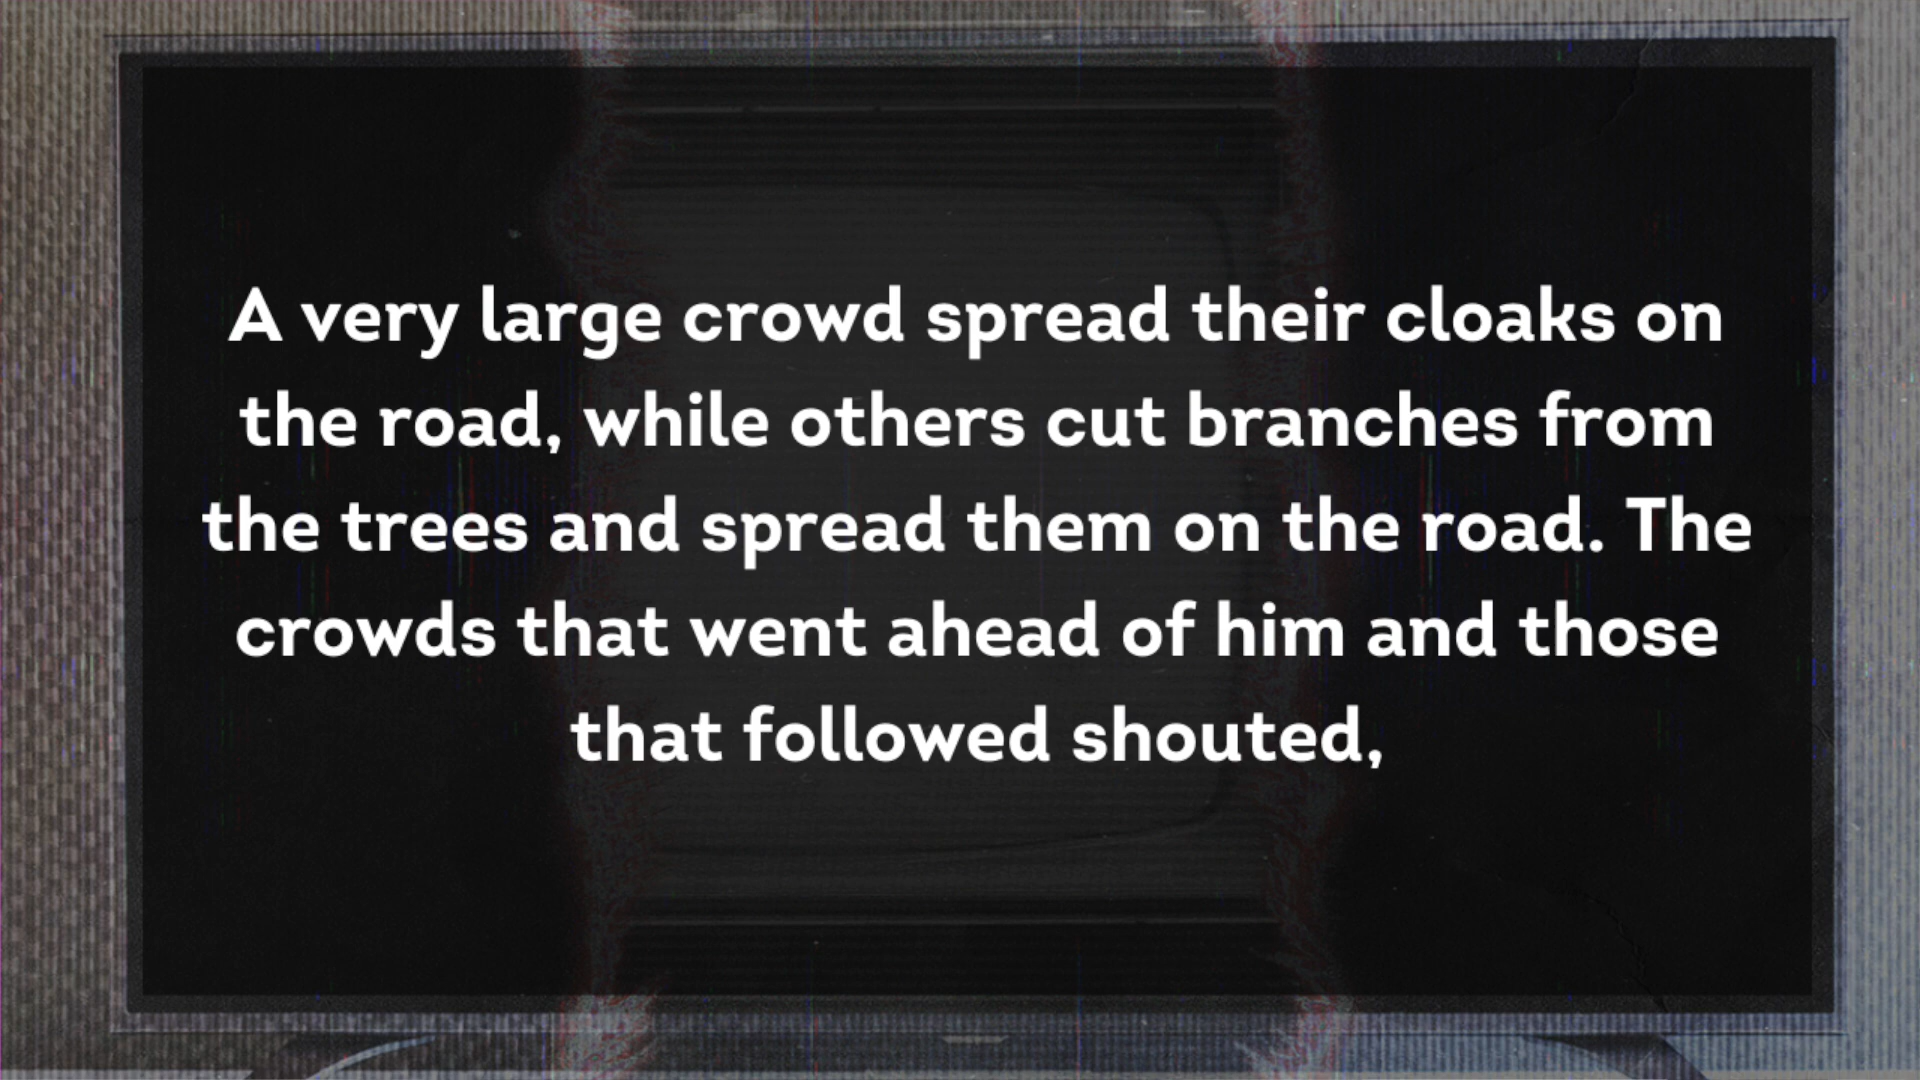 A very large crowd spread their cloaks on
the road, while others cut branches from
the trees and spread them on the road. The
crowds that went ahead of him and those
that followed shouted,